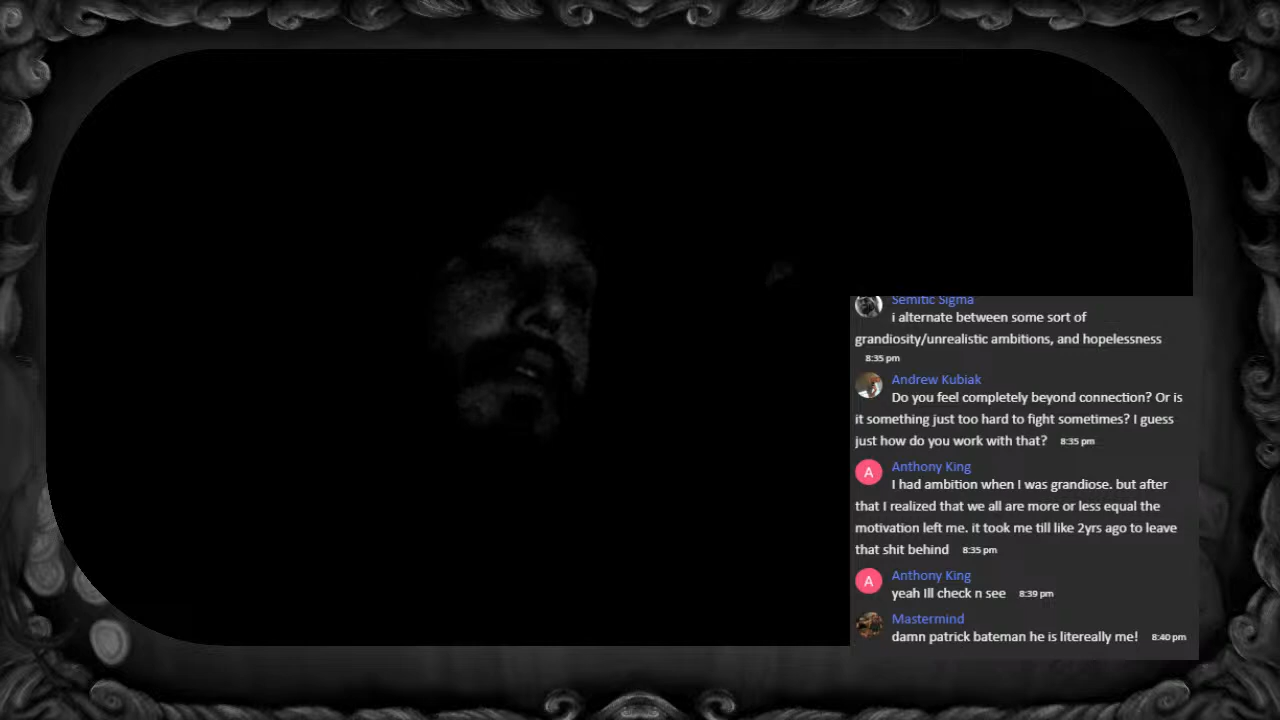 Semitic Sigma
i alternate between some sort of
grandiosity/unrealistic ambitions, and hopelessness
8:35 pm
Andrew Kubiak
Do you feel completely beyond connection? Or is
it something just too hard to fight sometimes? I guess
just how do you work with that? 8:35 pm
A
Anthony King
I had ambition when I was grandiose. but after
that I realized that we all are more or less equal the
motivation left me. it took me till like 2yrs ago to leave
that shit behind 8:35 pm
A
Anthony King
yeah Ill check n see 8:39 pm
Mastermind
damn patrick bateman he is litereally me! 8:40 pm